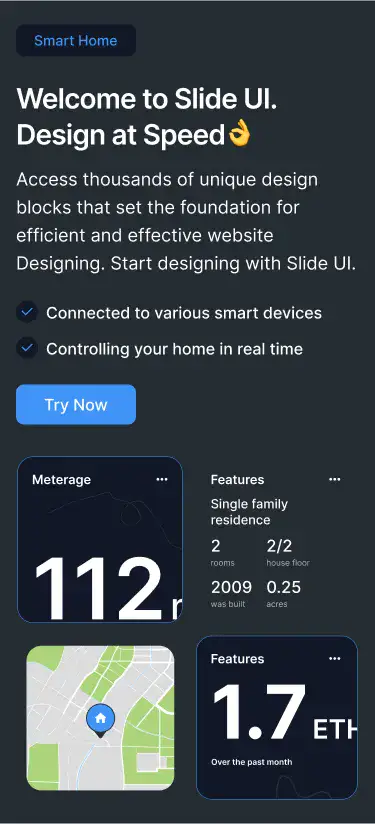 Smart Home
Welcome to Slide UI.
Design at Speed👌
Access thousands of unique design
blocks that set the foundation for
efficient and effective website
Designing. Start designing with Slide UI.
Connected to various smart devices
Controlling your home in real time
Try Now
Meterage
112
Features
Single family
residence
2 2/2
rooms house floor
2009 0.25
was built acres
Features
1.7 ETH
Over the past month